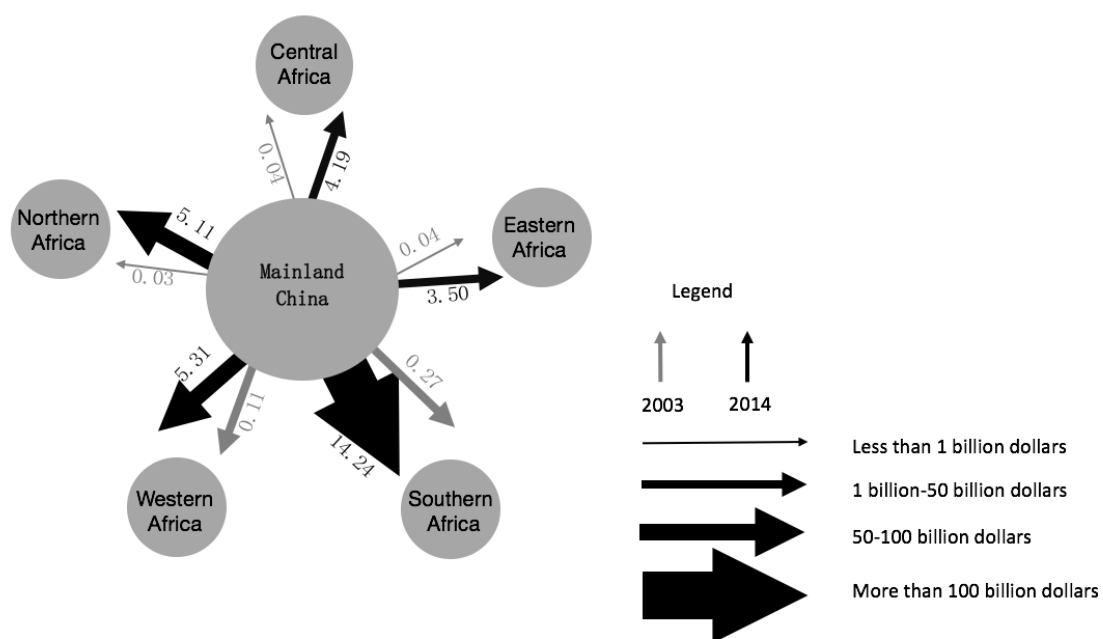 Central
Africa
0.04
4.19
Northern
Africa
5.11
0.03
Eastern
Africa
0.04
3.50
Mainland
China
5.31
0.11
0.27
14.24
Western
Africa
Southern
Africa
Legend
2003
2014
Less than 1 billion dollars
1 billion-50 billion dollars
50-100 billion dollars
More than 100 billion dollars